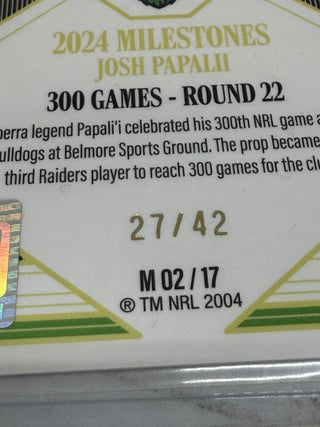 2024 MILESTONES
JOSH PAPALII
300 GAMES - ROUND 22
berra legend Papali'i celebrated his 300th NRL game a
ulldogs at Belmore Sports Ground. The prop became
third Raiders player to reach 300 games for the clu
27/42
M 02 / 17
® TM NRL 2004